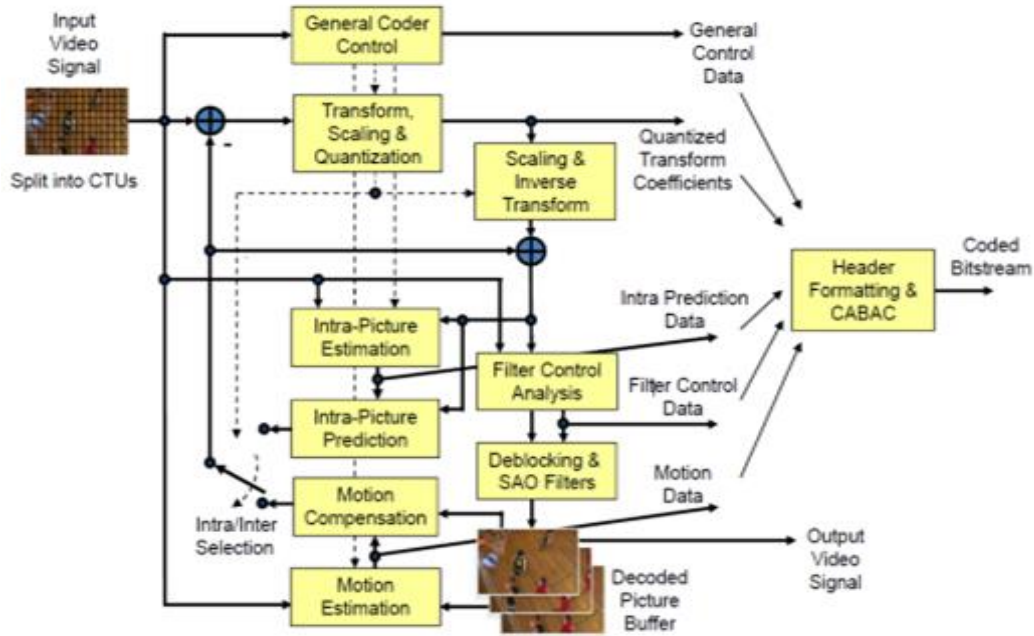 Input
Video
Signal
Split into CTUs
General Coder
Control
Transform,
Scaling &
Quantization
Scaling &
Inverse
Transform
General
Control
Data
Quantized
Transform
Coefficients
-
Intra-Picture
Estimation
Intra-Picture
Prediction
Filter Control
Analysis
Deblocking &
SAO Filters
Motion
Compensation
Motion
Estimation
Intra/Inter
Selection
Intra Prediction
Data
Filter Control
Data
Motion
Data
Header
Formatting &
CABAC
Coded
Bitstream
Decoded
Picture
Buffer
Output
Video
Signal